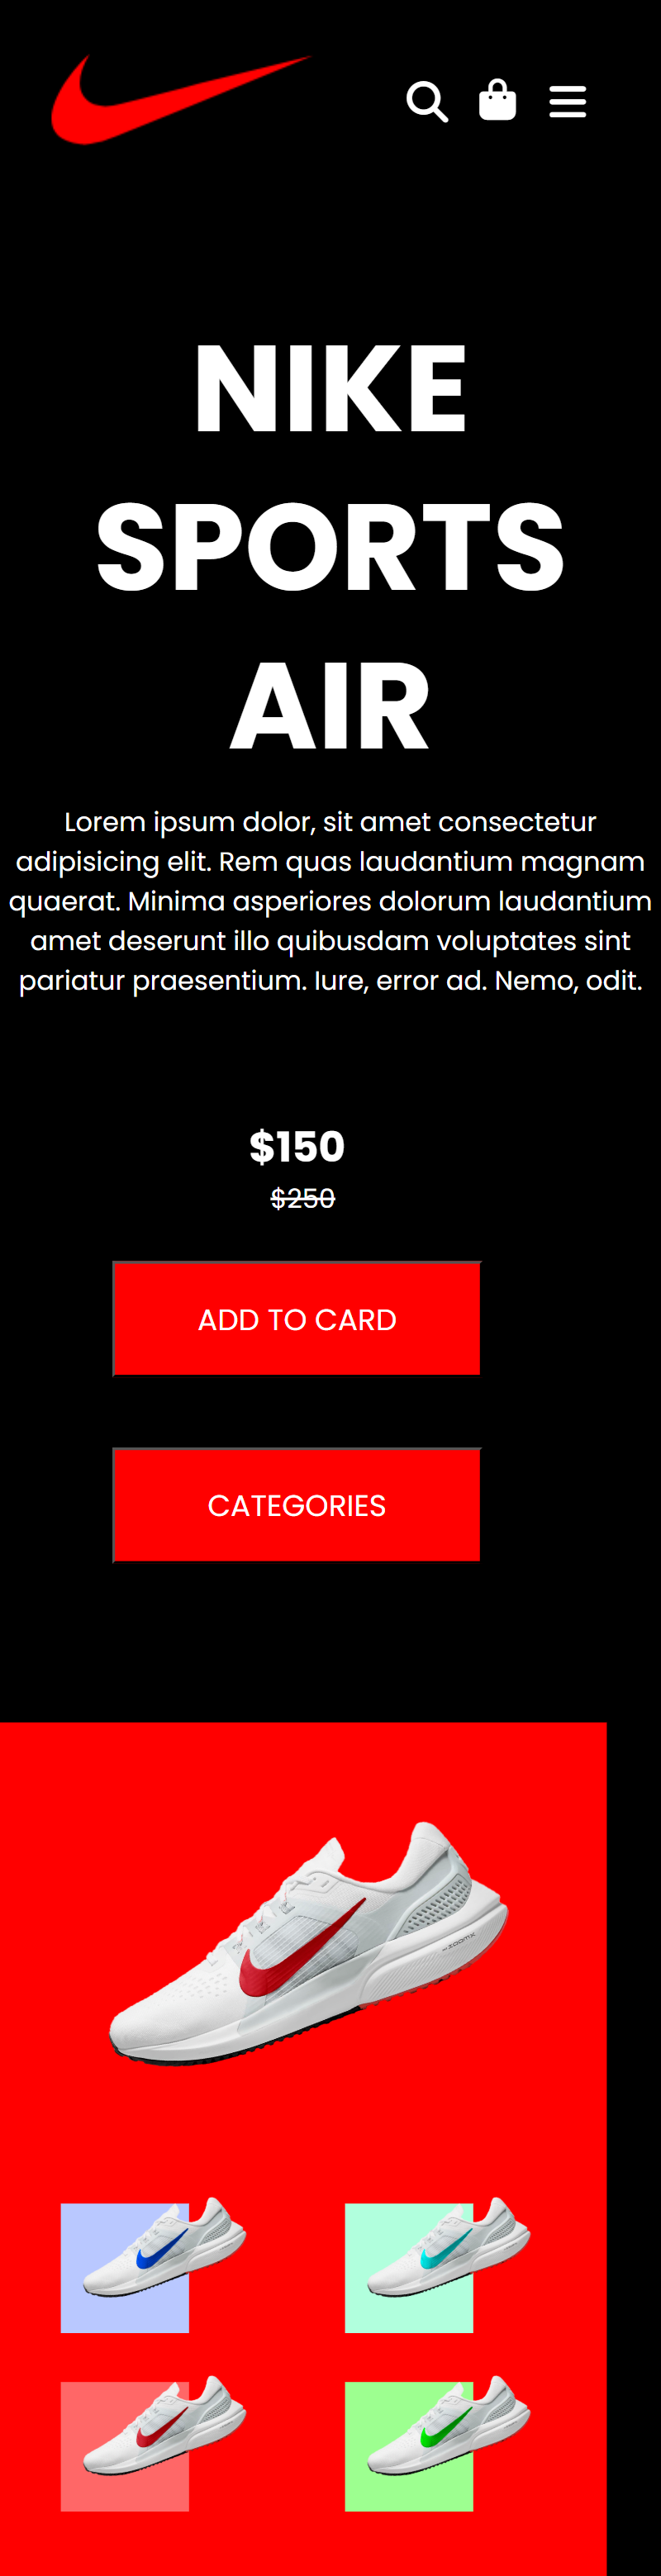 NIKE
SPORTS
AIR
Lorem ipsum dolor, sit amet consectetur
adipisicing elit. Rem quas laudantium magnam
quaerat. Minima asperiores dolorum laudantium
amet deserunt illo quibusdam voluptates sint
pariatur praesentium. Iure, error ad. Nemo, odit.
$150
$250
ADD TO CARD
CATEGORIES